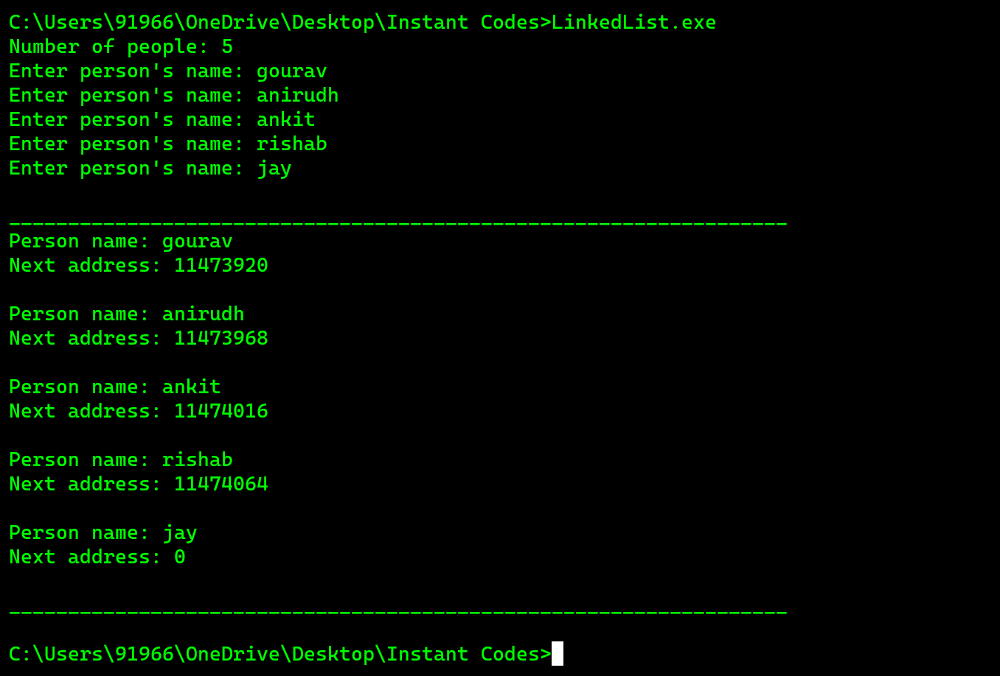 C:\Users\91966\OneDrive\Desktop\Instant Codes>LinkedList.exe
Number of people: 5
Enter person's name: gourav
Enter person's name: anirudh
Enter person's name: ankit
Enter person's name: rishab
Enter person's name: jay
__________________________________________________________________
Person name: gourav
Next address: 11473920
Person name: anirudh
Next address: 11473968
Person name: ankit
Next address: 11474016
Person name: rishab
Next address: 11474064
Person name: jay
Next address: 0
__________________________________________________________________
C:\Users\91966\OneDrive\Desktop\Instant Codes>